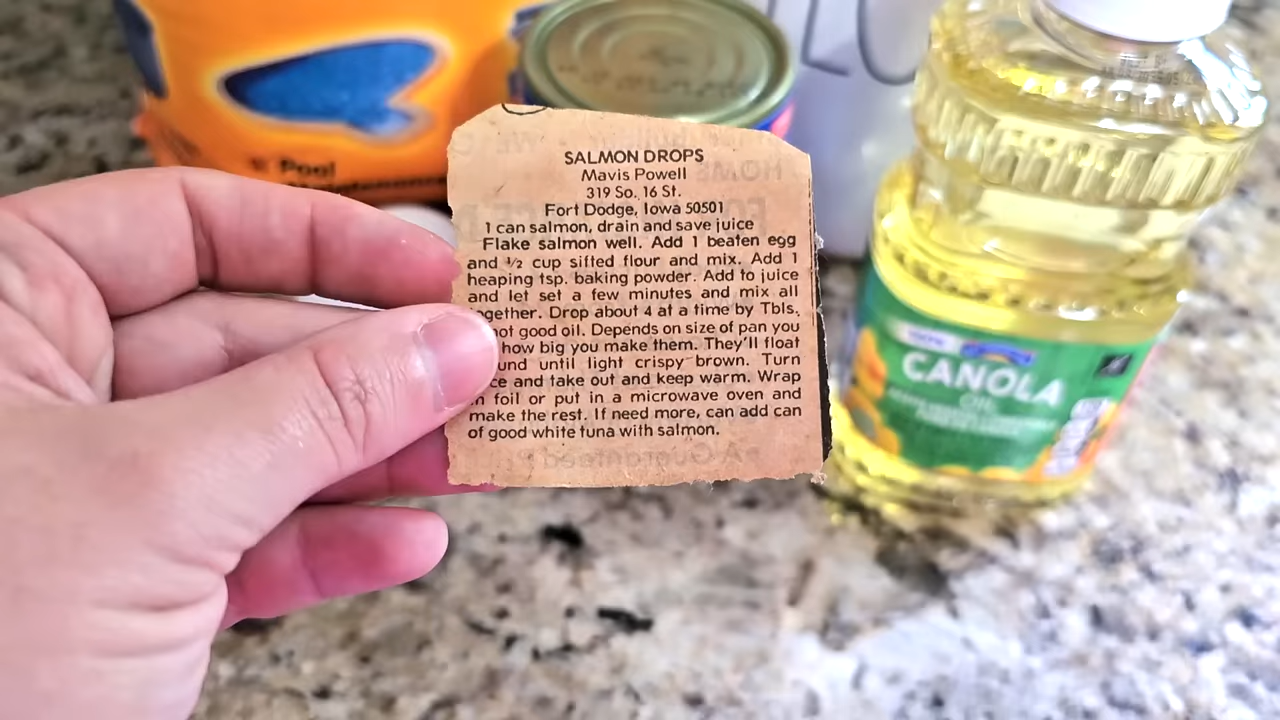 Pool
SALMON DROPS
Mavis Powell
319 So. 16 St.
Fort Dodge, Iowa 50501
1 can salmon, drain and save juice
Flake salmon well. Add 1 beaten egg
and ½ cup sifted flour and mix. Add 1
heaping tsp. baking powder. Add to juice
and let set a few minutes and mix all
ogether. Drop about 4 at a time by Tbls.
hot good oil. Depends on size of pan you
how big you make them. They'll float
und until light crispy brown. Turn
ce and take out and keep warm. Wrap
n foil or put in a microwave oven and
make the rest. If need more, can add can
of good white tuna with salmon.
CANOLA
OIL